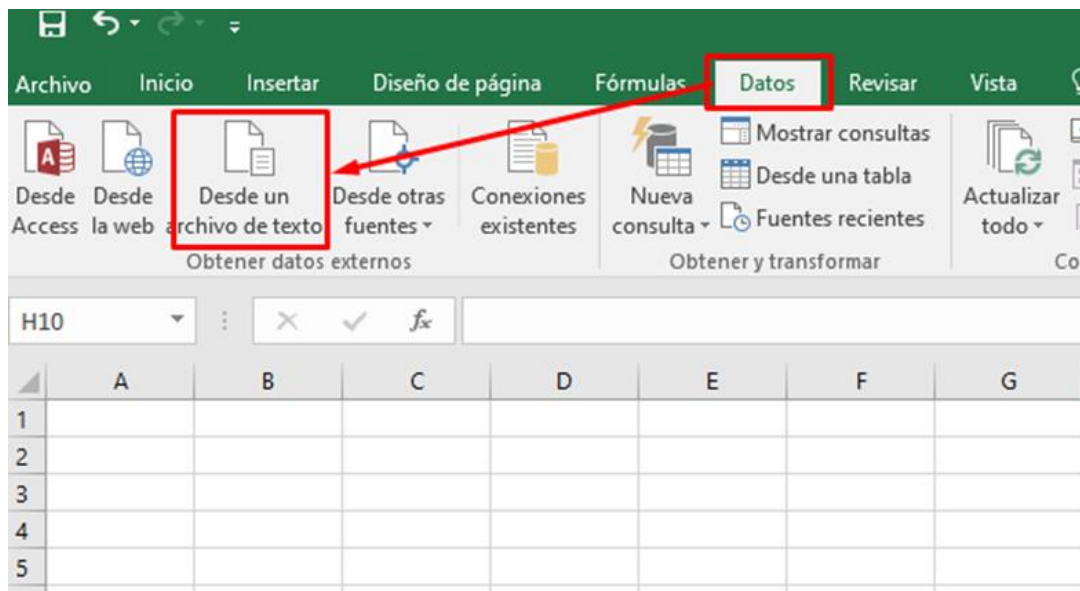 Archivo Inicio Insertar Diseño de página Fórmulas Datos Revisar Vista
Desde Access
Desde la web
Desde un archivo de texto
Desde otras fuentes
Conexiones existentes
Obtener datos externos
Nueva consulta
Mostrar consultas
Desde una tabla
Fuentes recientes
Obtener y transformar
Actualizar todo
Co
H10 fx
A B C D E F G
1
2
3
4
5